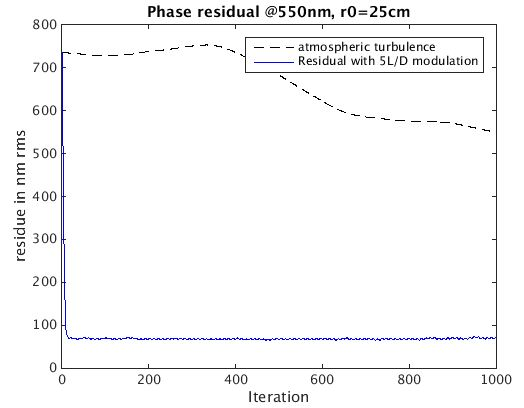 Phase residual @550nm, r0=25cm
800
700
600
500
400
300
200
100
0
residue in nm rms
atmospheric turbulence
Residual with 5L/D modulation
0 200 400 600 800 1000
Iteration